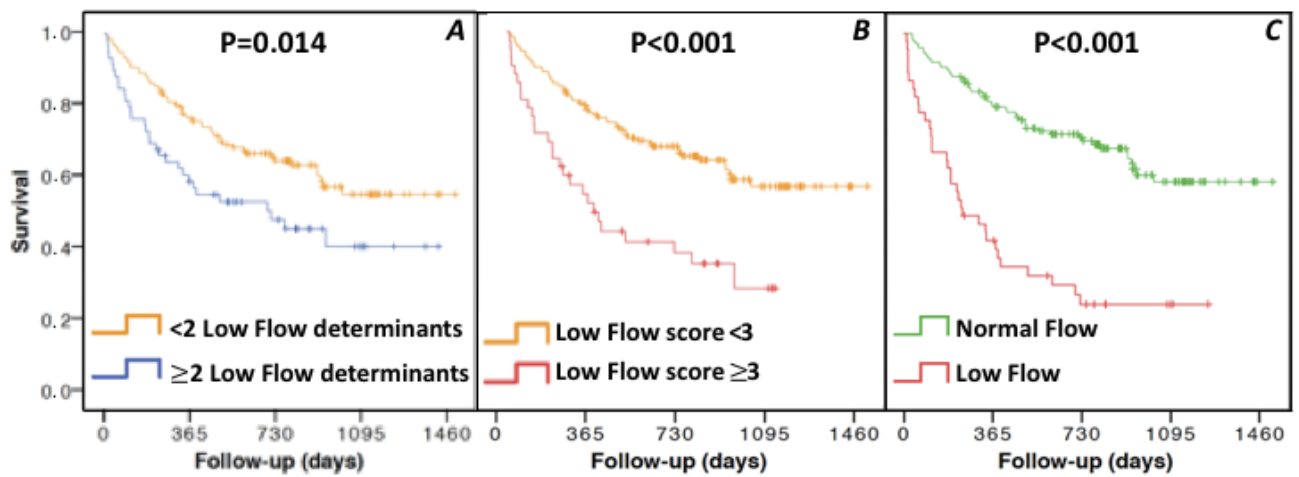 A
P=0.014
B
P<0.001
C
P<0.001
Survival
1.0
0.8
0.6
0.4
0.2
0.0
<2 Low Flow determinants
≥2 Low Flow determinants
Low Flow score <3
Low Flow score ≥3
Normal Flow
Low Flow
0 365 730 1095 1460
0 365 730 1095 1460
0 365 730 1095 1460
Follow-up (days)
Follow-up (days)
Follow-up (days)